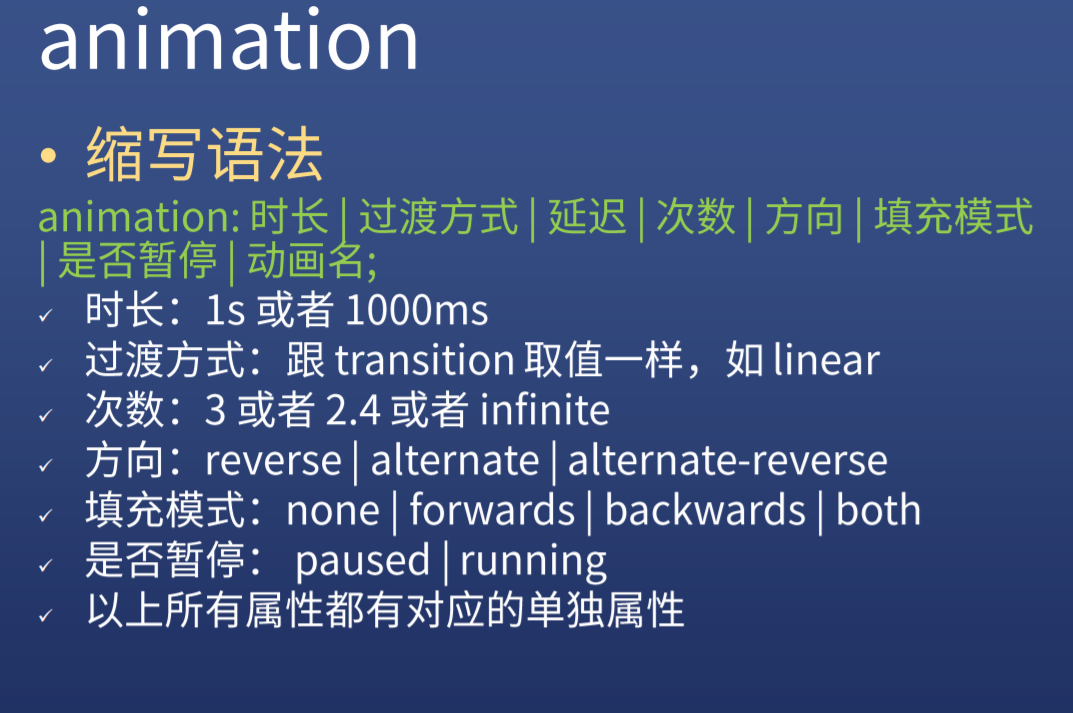 animation
• 缩写语法
animation: 时长 | 过渡方式 | 延迟 | 次数 | 方向 | 填充模式
| 是否暂停 | 动画名;
✓ 时长：1s 或者 1000ms
✓ 过渡方式：跟 transition 取值一样，如 linear
✓ 次数：3 或者 2.4 或者 infinite
✓ 方向：reverse | alternate | alternate-reverse
✓ 填充模式：none | forwards | backwards | both
✓ 是否暂停： paused | running
✓ 以上所有属性都有对应的单独属性